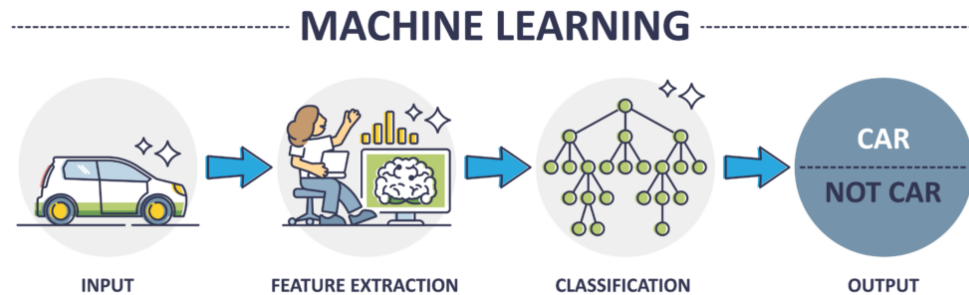 MACHINE LEARNING
CAR
NOT CAR
INPUT
FEATURE EXTRACTION
CLASSIFICATION
OUTPUT